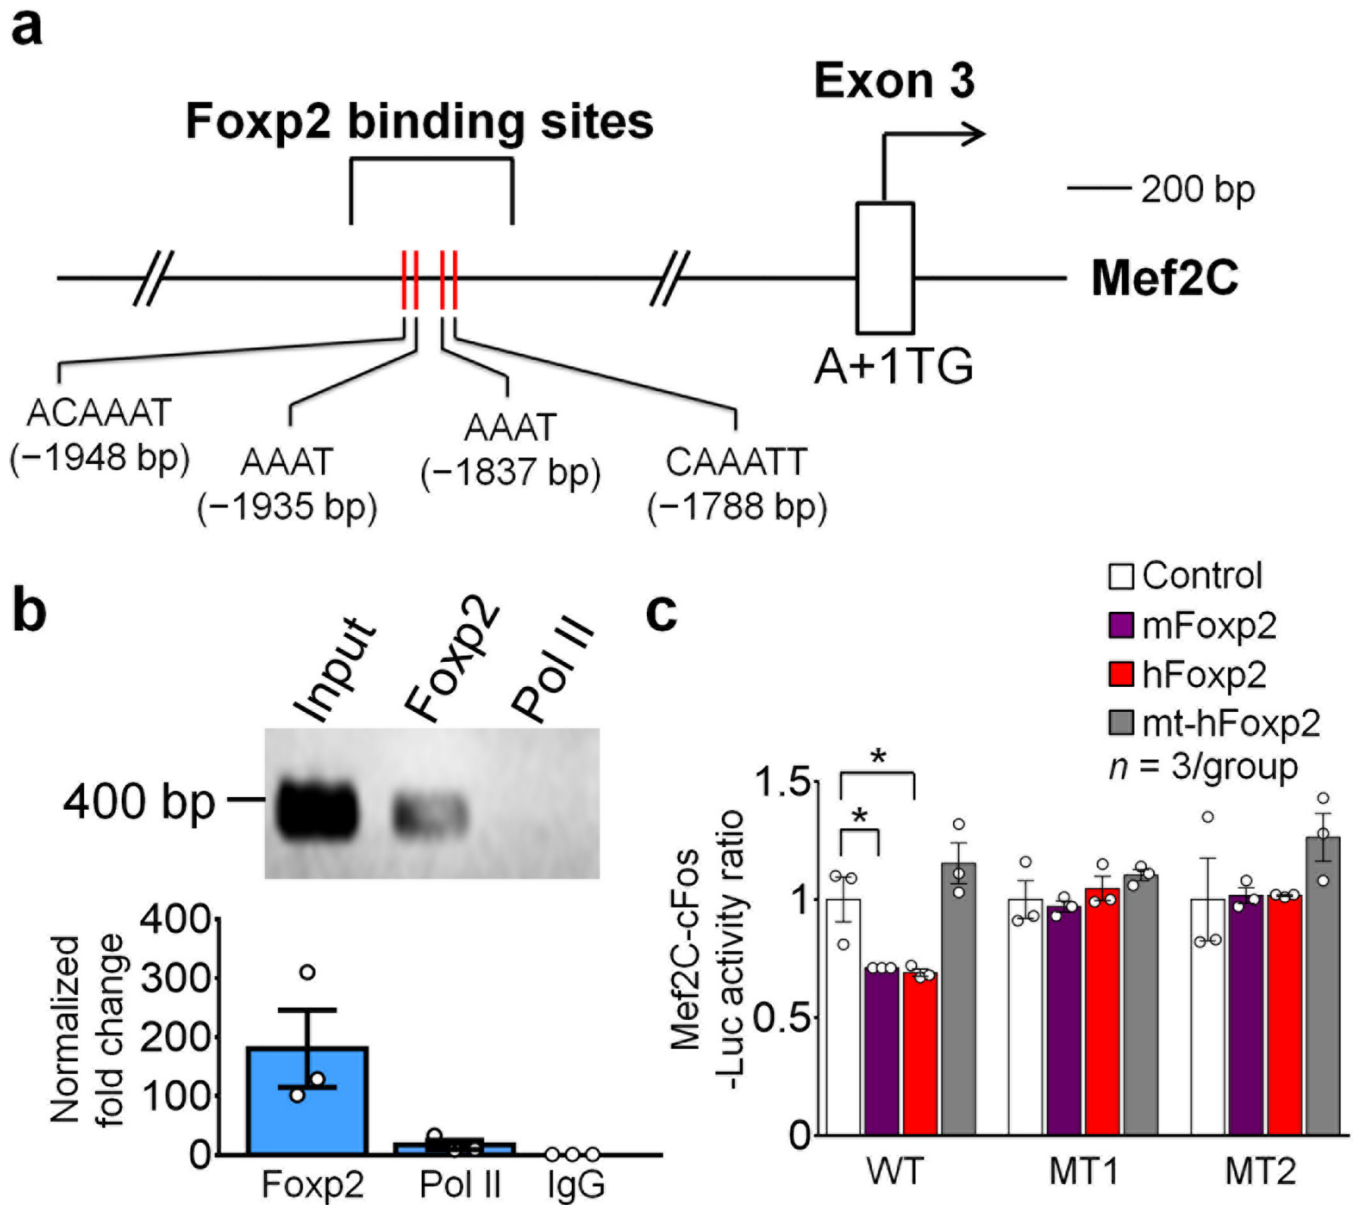 a
Exon 3
Foxp2 binding sites
200 bp
Mef2C
A+1TG
ACAAAT
(−1948 bp)
AAAT
(−1935 bp)
AAAT
(−1837 bp)
CAAATT
(−1788 bp)
b
Input
Foxp2
Pol II
400 bp
Normalized
fold change
400
300
200
100
0
Foxp2
Pol II
IgG
c
Control
mFoxp2
hFoxp2
mt-hFoxp2
n = 3/group
Mef2C-cFos
-Luc activity ratio
1.5
1
0.5
0
*
*
WT
MT1
MT2